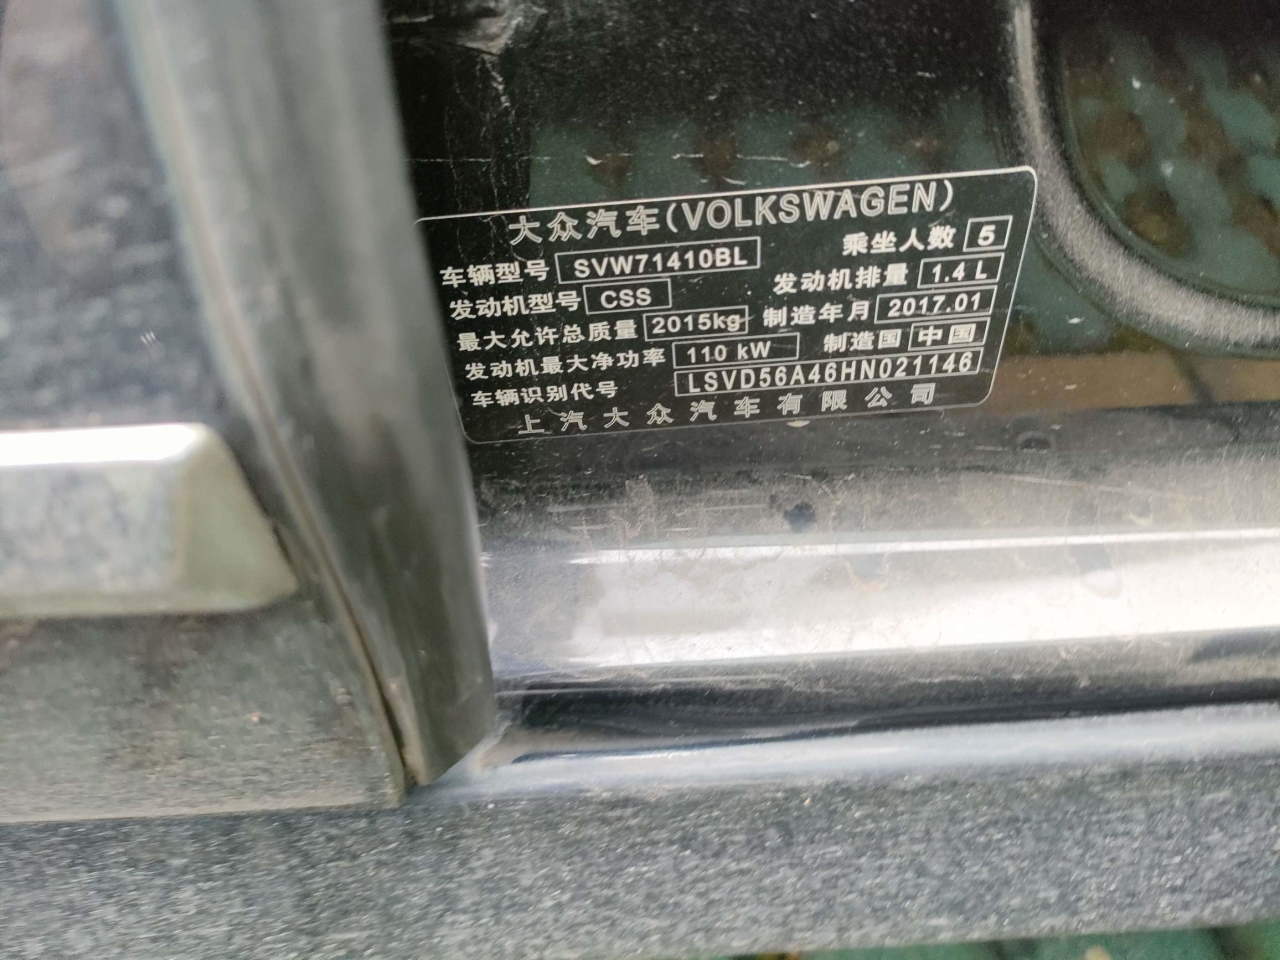 大众汽车(VOLKSWAGEN)
车辆型号 SVW71410BL 乘坐人数 5
发动机型号 CSS 发动机排量 1.4 L
最大允许总质量 2015kg 制造年月 2017.01
发动机最大净功率 110 kW 制造国 中国
车辆识别代号 LSVD56A46HN021146
上汽大众汽车有限公司